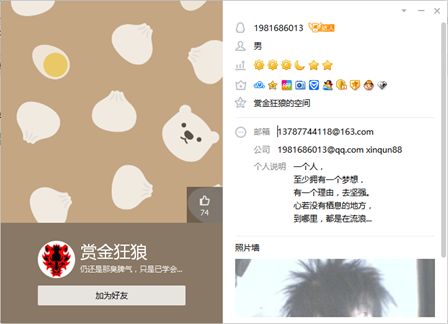 1981686013
男
赏金狂狼的空间
邮箱 13787744118@163.com
公司 1981686013@qq.com xinqun88
个人说明 一个人，
至少拥有一个梦想，
有一个理由，去坚强。
心若没有栖息的地方，
到哪里，都是在流浪...
照片墙
74
赏金狂狼
仍还是那臭脾气，只是已学会...
加为好友